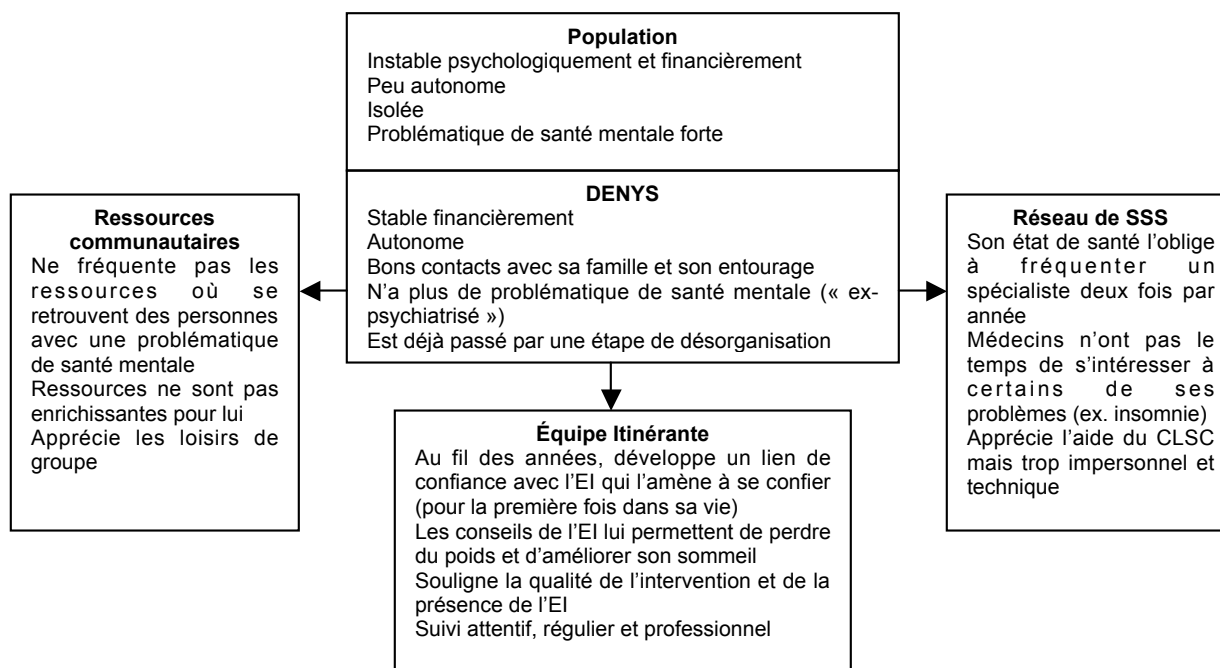 Population
Instable psychologiquement et financièrement
Peu autonome
Isolée
Problématique de santé mentale forte
DENYS
Stable financièrement
Autonome
Bons contacts avec sa famille et son entourage
N’a plus de problématique de santé mentale (« ex-
psychiatrisé »)
Est déjà passé par une étape de désorganisation
Ressources
communautaires
Ne fréquente pas les
ressources où se
retrouvent des personnes
avec une problématique
de santé mentale
Ressources ne sont pas
enrichissantes pour lui
Apprécie les loisirs de
groupe
Réseau de SSS
Son état de santé l’oblige
à fréquenter un
spécialiste deux fois par
année
Médecins n’ont pas le
temps de s’intéresser à
certains de ses
problèmes (ex. insomnie)
Apprécie l’aide du CLSC
mais trop impersonnel et
technique
Équipe Itinérante
Au fil des années, développe un lien de
confiance avec l’EI qui l’amène à se confier
(pour la première fois dans sa vie)
Les conseils de l’EI lui permettent de perdre
du poids et d’améliorer son sommeil
Souligne la qualité de l’intervention et de la
présence de l’EI
Suivi attentif, régulier et professionnel